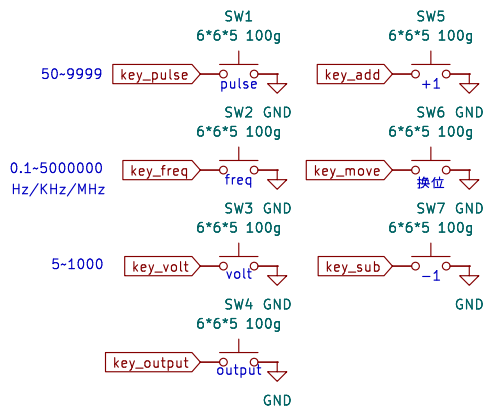 SW1
6*6*5 100g
50~9999
key_pulse
pulse
GND
SW2
6*6*5 100g
0.1~5000000
Hz/KHz/MHz
key_freq
freq
GND
SW3
6*6*5 100g
5~1000
key_volt
volt
GND
SW4
6*6*5 100g
key_output
output
GND
SW5
6*6*5 100g
key_add
+1
GND
SW6
6*6*5 100g
key_move
换位
GND
SW7
6*6*5 100g
key_sub
-1
GND